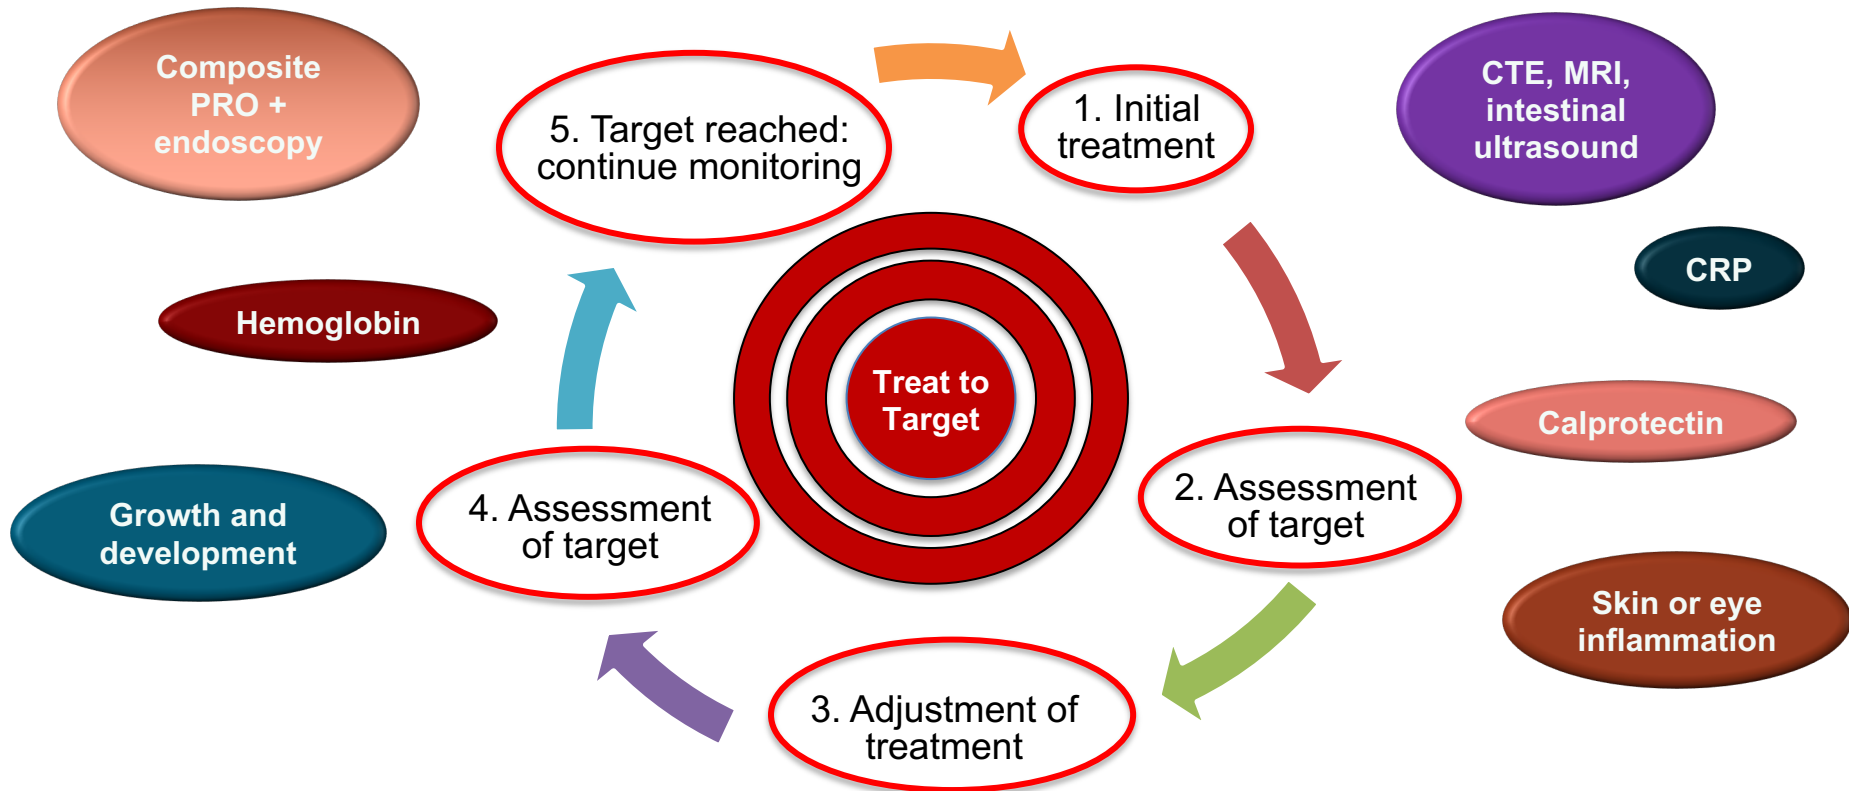 Composite
PRO +
endoscopy
5. Target reached:
continue monitoring
1. Initial
treatment
CTE, MRI,
intestinal
ultrasound
CRP
Hemoglobin
Treat to
Target
Calprotectin
Growth and
development
4. Assessment
of target
2. Assessment
of target
Skin or eye
inflammation
3. Adjustment of
treatment